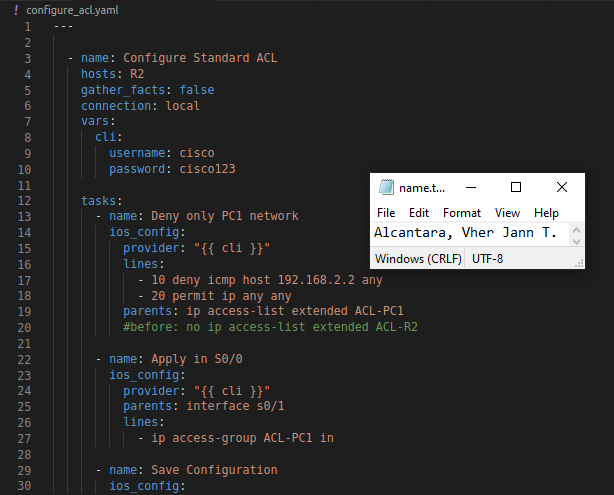 ! configure_acl.yaml
1 ---
2
3 - name: Configure Standard ACL
4 hosts: R2
5 gather_facts: false
6 connection: local
7 vars:
8 cli:
9 username: cisco
10 password: cisco123
11
12 tasks:
13 - name: Deny only PC1 network
14 ios_config:
15 provider: "{{ cli }}"
16 lines:
17 - 10 deny icmp host 192.168.2.2 any
18 - 20 permit ip any any
19 parents: ip access-list extended ACL-PC1
20 #before: no ip access-list extended ACL-R2
21
22 - name: Apply in S0/0
23 ios_config:
24 provider: "{{ cli }}"
25 parents: interface s0/1
26 lines:
27 - ip access-group ACL-PC1 in
28
29 - name: Save Configuration
30 ios_config:
name.t...
File Edit Format View Help
Alcantara, Vher Jann T.
Windows (CRLF) UTF-8